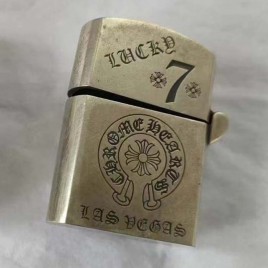 LUCKY
7
CHROME HEARTS
LAS VEGAS